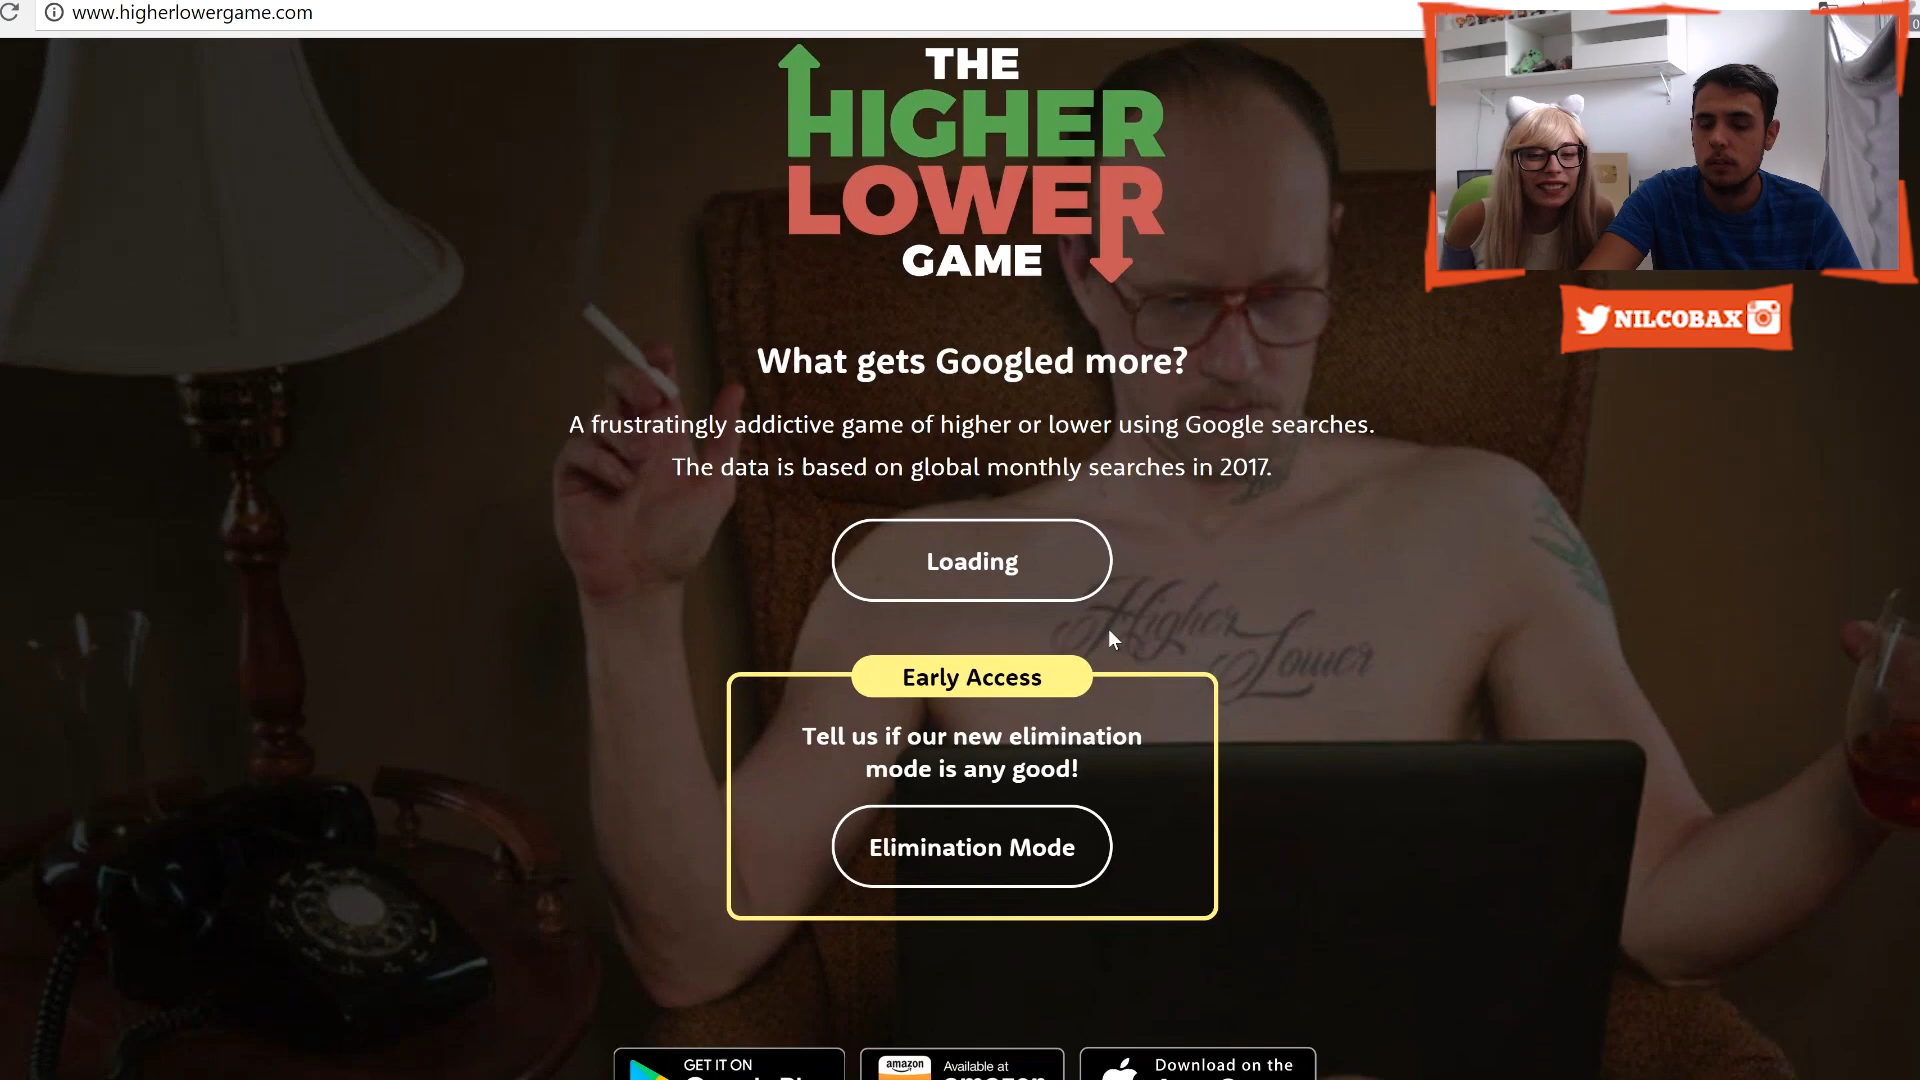 www.higherlowergame.com
THE
HIGHER
LOWER
GAME
NILCOBAX
What gets Googled more?
A frustratingly addictive game of higher or lower using Google searches.
The data is based on global monthly searches in 2017.
Loading
Higher
Lower
Early Access
Tell us if our new elimination
mode is any good!
Elimination Mode
GET IT ON
amazon
Available at
Download on the